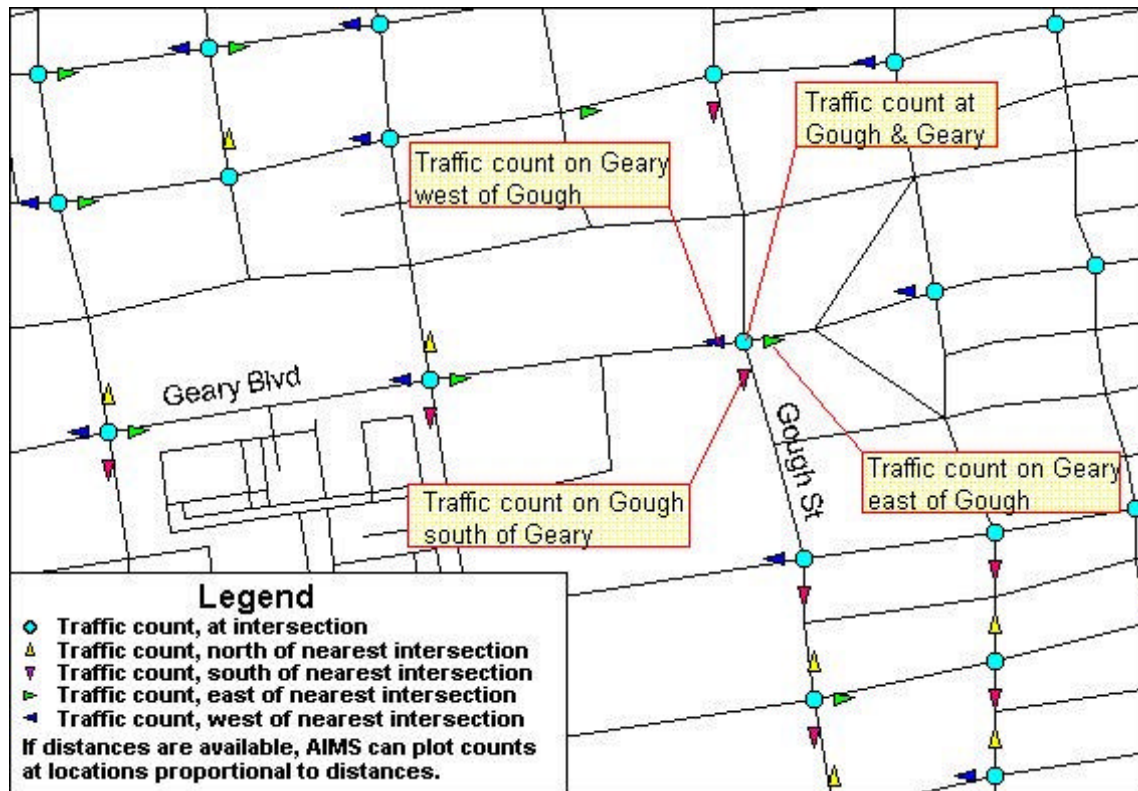 Traffic count at
Gough & Geary
Traffic count on Geary
west of Gough
Geary Blvd
Gough St
Traffic count on Geary
east of Gough
Traffic count on Gough
south of Geary
Legend
Traffic count, at intersection
Traffic count, north of nearest intersection
Traffic count, south of nearest intersection
Traffic count, east of nearest intersection
Traffic count, west of nearest intersection
If distances are available, AIMS can plot counts
at locations proportional to distances.